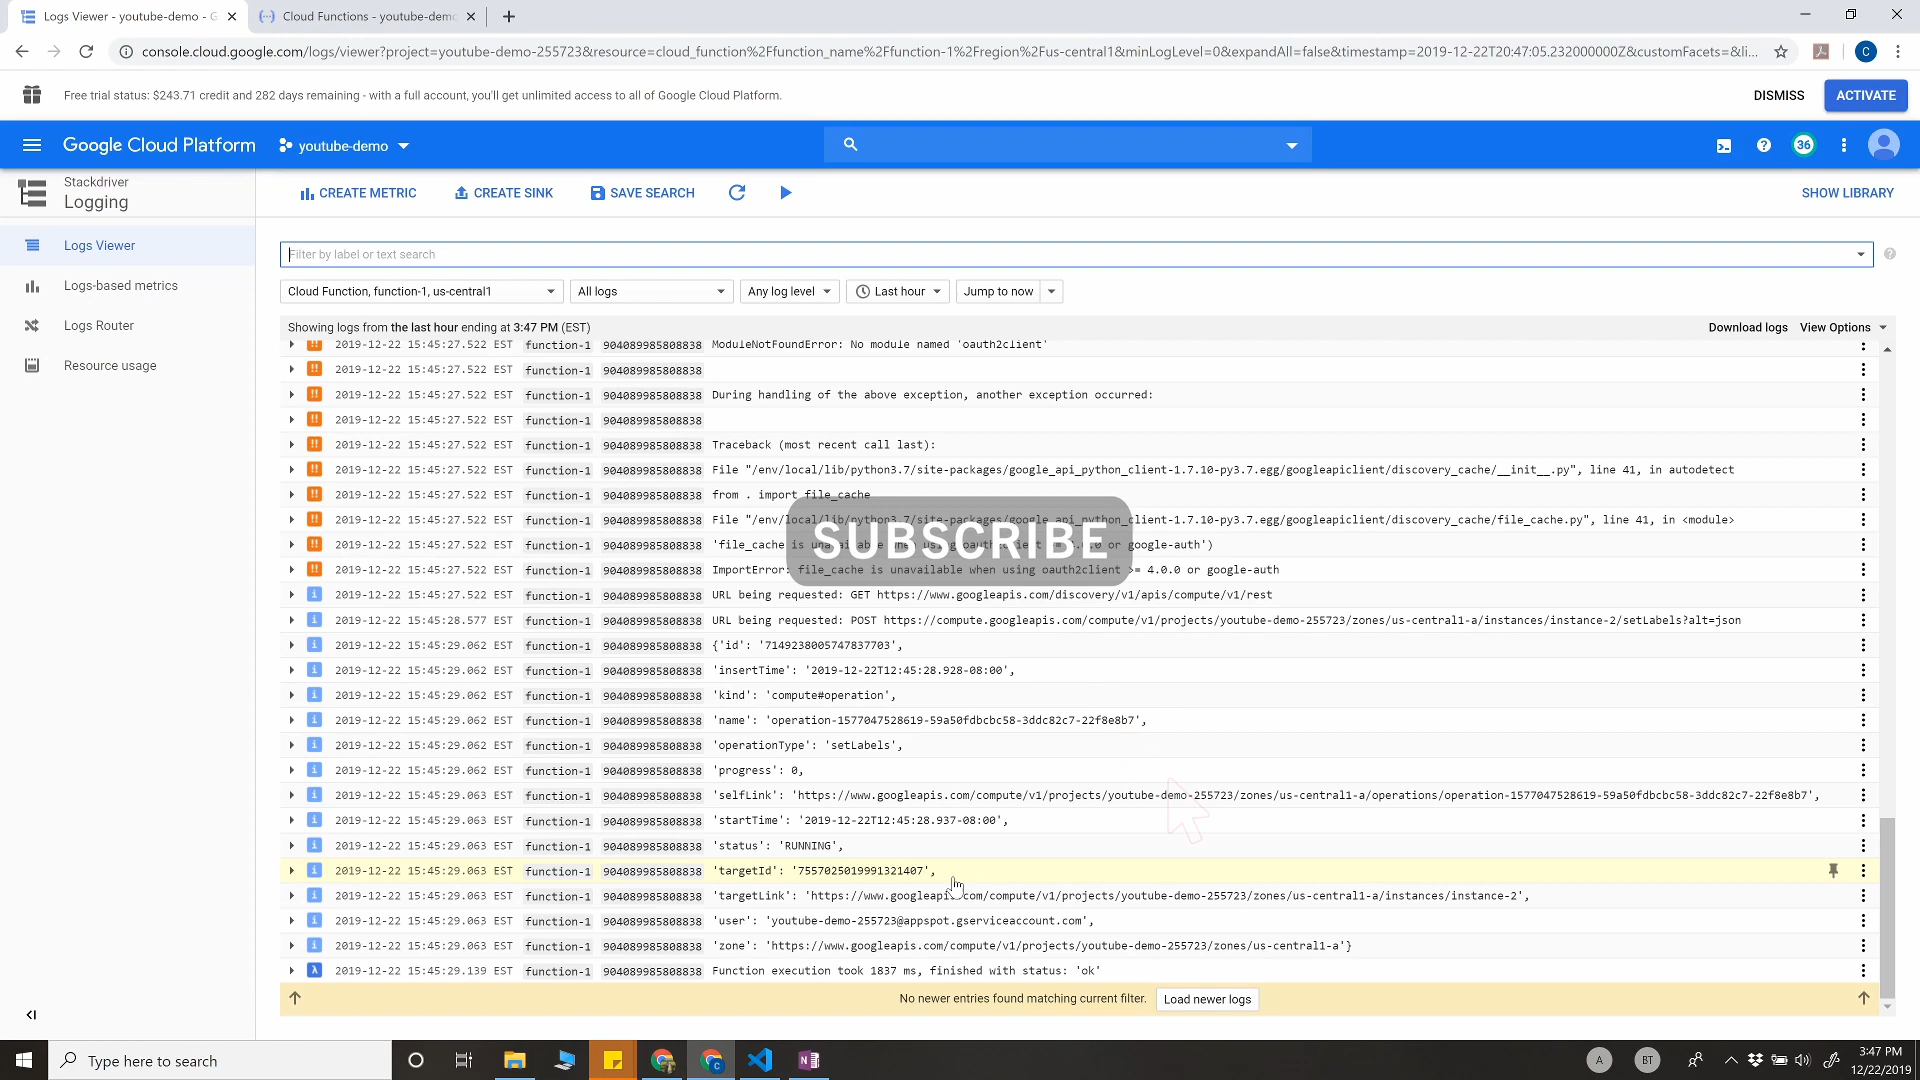 Logs Viewer - youtube-demo - G
Cloud Functions - youtube-demo
console.cloud.google.com/logs/viewer?project=youtube-demo-255723&resource=cloud_function%2Ffunction_name%2Ffunction-1%2Fregion%2Fus-central1&minLogLevel=0&expandAll=false&timestamp=2019-12-22T20:47:05.232000000Z&customFacets=&li...
C
Free trial status: $243.71 credit and 282 days remaining - with a full account, you'll get unlimited access to all of Google Cloud Platform.
DISMISS
ACTIVATE
Google Cloud Platform
youtube-demo
36
Stackdriver
Logging
CREATE METRIC
CREATE SINK
SAVE SEARCH
SHOW LIBRARY
Logs Viewer
Logs-based metrics
Logs Router
Resource usage
Filter by label or text search
Cloud Function, function-1, us-central1
All logs
Any log level
Last hour
Jump to now
Showing logs from the last hour ending at 3:47 PM (EST)
Download logs
View Options
2019-12-22 15:45:27.522 EST function-1 904089985808838 ModuleNotFoundError: No module named 'oauth2client'
2019-12-22 15:45:27.522 EST function-1 904089985808838
2019-12-22 15:45:27.522 EST function-1 904089985808838 During handling of the above exception, another exception occurred:
2019-12-22 15:45:27.522 EST function-1 904089985808838
2019-12-22 15:45:27.522 EST function-1 904089985808838 Traceback (most recent call last):
2019-12-22 15:45:27.522 EST function-1 904089985808838 File "/env/local/lib/python3.7/site-packages/google_api_python_client-1.7.10-py3.7.egg/googleapiclient/discovery_cache/__init__.py", line 41, in autodetect
2019-12-22 15:45:27.522 EST function-1 904089985808838 from . import file_cache
2019-12-22 15:45:27.522 EST function-1 904089985808838 File "/env/local/lib/python3.7/site-packages/google_api_python_client-1.7.10-py3.7.egg/googleapiclient/discovery_cache/file_cache.py", line 41, in <module>
SUBSCRIBE
2019-12-22 15:45:27.522 EST function-1 904089985808838 'file_cache is unavailable when using oauth2client >= 4.0.0 or google-auth')
2019-12-22 15:45:27.522 EST function-1 904089985808838 ImportError: file_cache is unavailable when using oauth2client >= 4.0.0 or google-auth
2019-12-22 15:45:27.522 EST function-1 904089985808838 URL being requested: GET https://www.googleapis.com/discovery/v1/apis/compute/v1/rest
2019-12-22 15:45:28.577 EST function-1 904089985808838 URL being requested: POST https://compute.googleapis.com/compute/v1/projects/youtube-demo-255723/zones/us-central1-a/instances/instance-2/setLabels?alt=json
2019-12-22 15:45:29.062 EST function-1 904089985808838 {'id': '7149238005747837703',
2019-12-22 15:45:29.062 EST function-1 904089985808838 'insertTime': '2019-12-22T12:45:28.928-08:00',
2019-12-22 15:45:29.062 EST function-1 904089985808838 'kind': 'compute#operation',
2019-12-22 15:45:29.062 EST function-1 904089985808838 'name': 'operation-1577047528619-59a50fdbcbc58-3ddc82c7-22f8e8b7',
2019-12-22 15:45:29.062 EST function-1 904089985808838 'operationType': 'setLabels',
2019-12-22 15:45:29.062 EST function-1 904089985808838 'progress': 0,
2019-12-22 15:45:29.063 EST function-1 904089985808838 'selfLink': 'https://www.googleapis.com/compute/v1/projects/youtube-demo-255723/zones/us-central1-a/operations/operation-1577047528619-59a50fdbcbc58-3ddc82c7-22f8e8b7',
2019-12-22 15:45:29.063 EST function-1 904089985808838 'startTime': '2019-12-22T12:45:28.937-08:00',
2019-12-22 15:45:29.063 EST function-1 904089985808838 'status': 'RUNNING',
2019-12-22 15:45:29.063 EST function-1 904089985808838 'targetId': '7557025019991321407',
2019-12-22 15:45:29.063 EST function-1 904089985808838 'targetLink': 'https://www.googleapis.com/compute/v1/projects/youtube-demo-255723/zones/us-central1-a/instances/instance-2',
2019-12-22 15:45:29.063 EST function-1 904089985808838 'user': 'youtube-demo-255723@appspot.gserviceaccount.com',
2019-12-22 15:45:29.063 EST function-1 904089985808838 'zone': 'https://www.googleapis.com/compute/v1/projects/youtube-demo-255723/zones/us-central1-a'}
2019-12-22 15:45:29.139 EST function-1 904089985808838 Function execution took 1837 ms, finished with status: 'ok'
No newer entries found matching current filter.
Load newer logs
Type here to search
A
BT
3:47 PM
12/22/2019